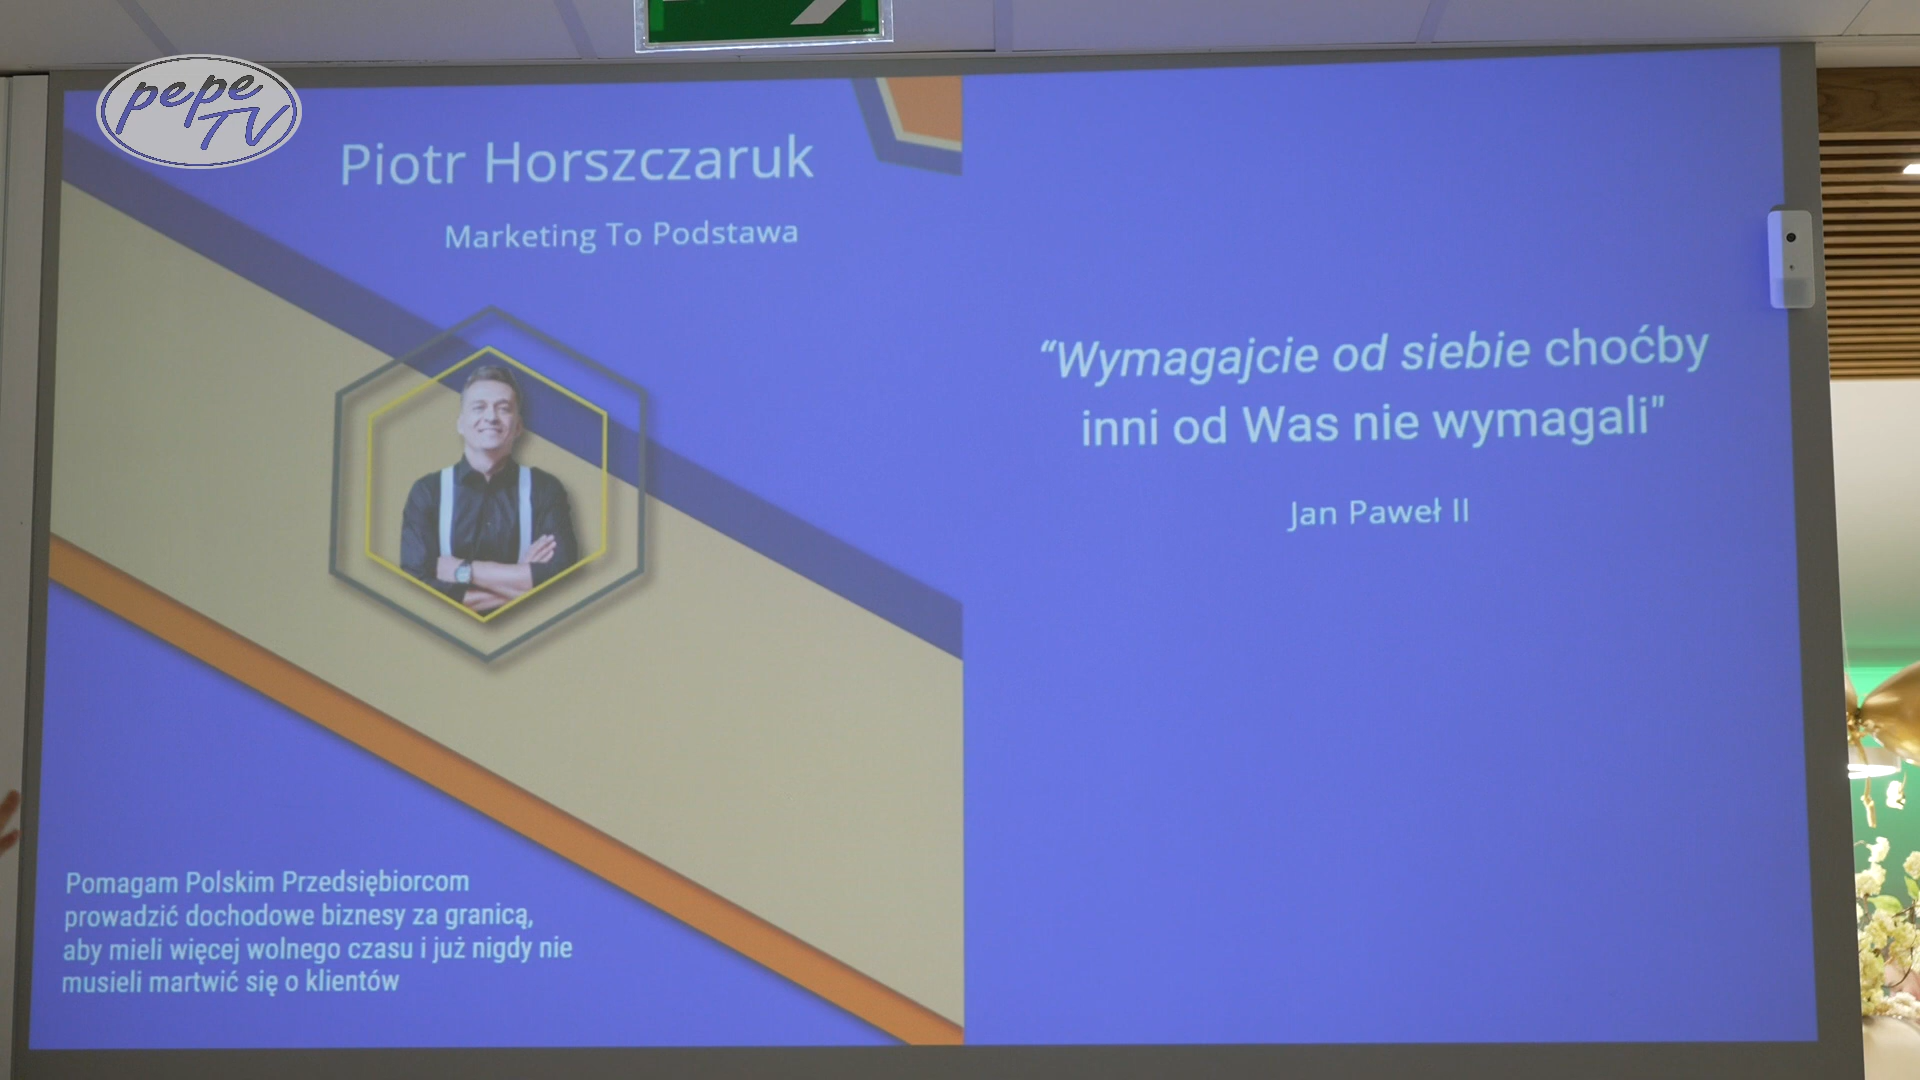 pepe
TV
Piotr Horszczaruk
Marketing To Podstawa
Pomagam Polskim Przedsiębiorcom
prowadzić dochodowe biznesy za granicą,
aby mieli więcej wolnego czasu i już nigdy nie
musieli martwić się o klientów
“Wymagajcie od siebie choćby
inni od Was nie wymagali"
Jan Paweł II